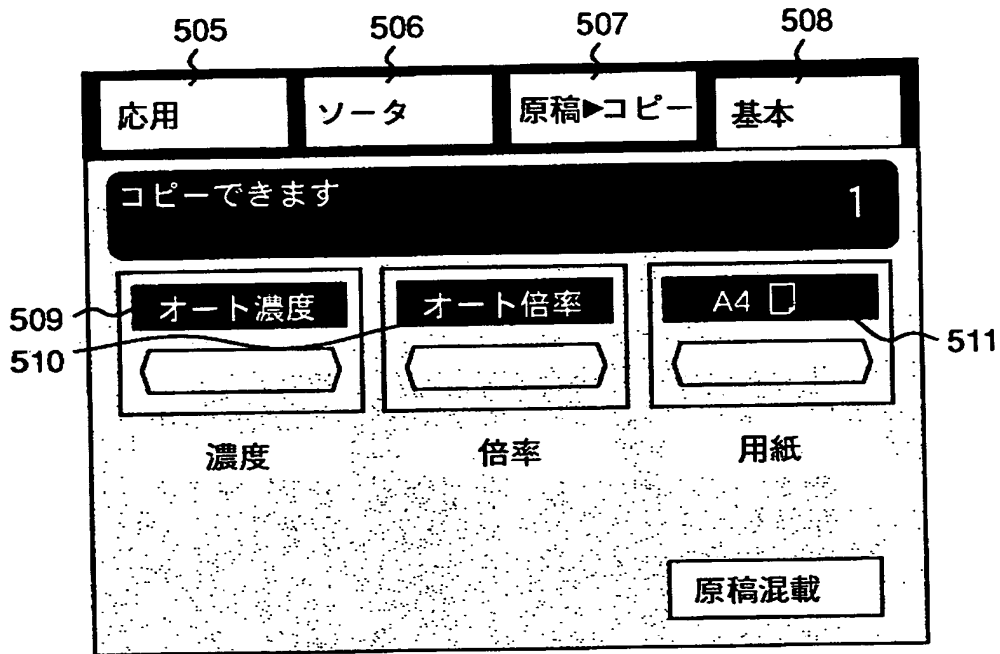 505 506 507 508
応用 ソータ 原稿▶コピー 基本
コピーできます 1
509 オート濃度 オート倍率 A4
510 511
濃度 倍率 用紙
原稿混載